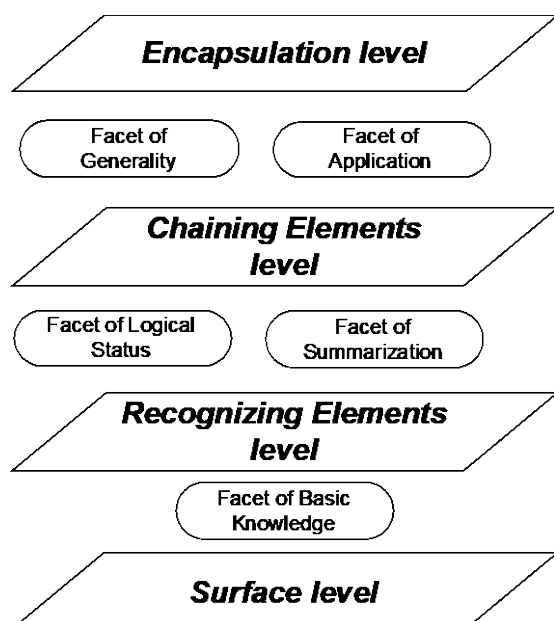 Encapsulation level
Facet of
Generality
Facet of
Application
Chaining Elements
level
Facet of Logical
Status
Facet of
Summarization
Recognizing Elements
level
Facet of Basic
Knowledge
Surface level